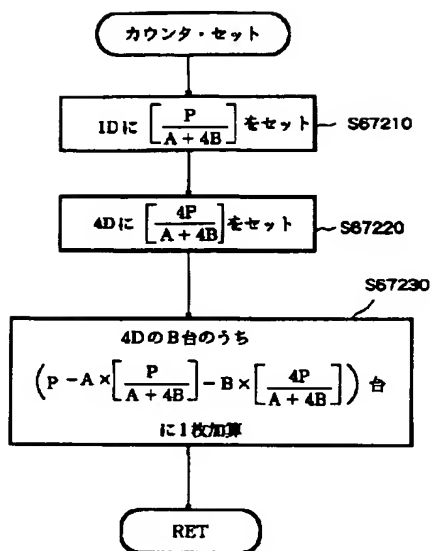 カウンタ・セット
1Dに [P / A + 4B] をセット
S67210
4Dに [4P / A + 4B] をセット
S67220
S67230
4DのB台のうち
(P - A × [P / A + 4B] - B × [4P / A + 4B]) 台
に1枚加算
RET